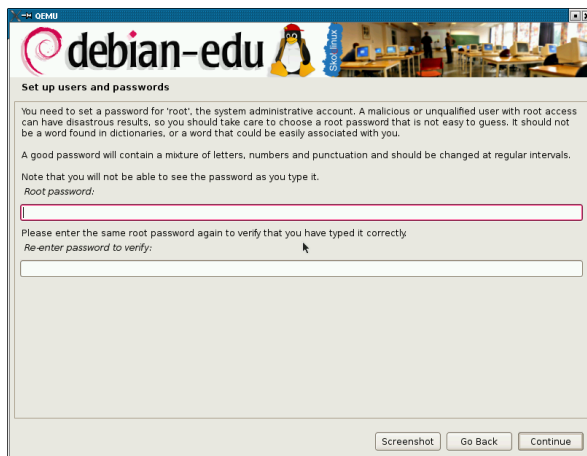 QEMU
debian-edu
Skolelinux
Set up users and passwords
You need to set a password for 'root', the system administrative account. A malicious or unqualified user with root access
can have disastrous results, so you should take care to choose a root password that is not easy to guess. It should not
be a word found in dictionaries, or a word that could be easily associated with you.
A good password will contain a mixture of letters, numbers and punctuation and should be changed at regular intervals.
Note that you will not be able to see the password as you type it.
Root password:
Please enter the same root password again to verify that you have typed it correctly.
Re-enter password to verify:
Screenshot Go Back Continue